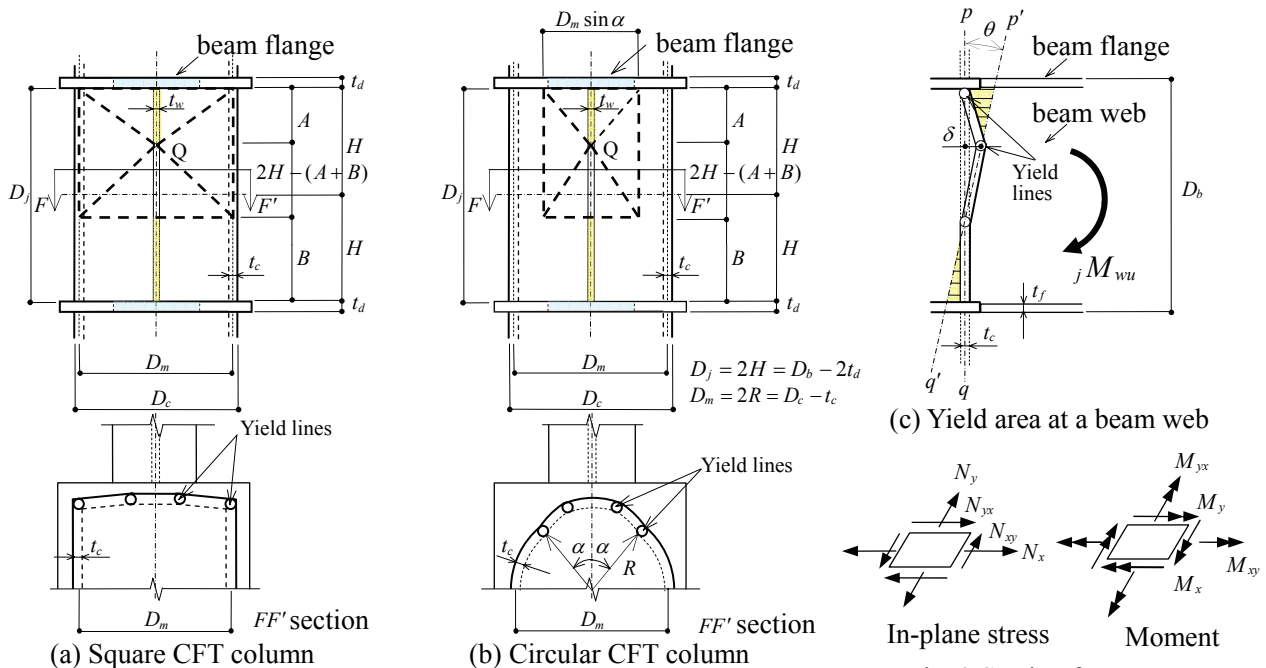 beam flange
t_d
t_w
A
Q
H
D_j
2H − (A + B)
F
F′
B
H
t_c
t_d
D_m
D_c
Yield lines
t_c
D_m
FF′ section
(a) Square CFT column
D_m sin α
beam flange
t_d
t_w
A
Q
H
D_j
2H − (A + B)
F
F′
B
H
t_c
t_d
D_m
D_c
D_j = 2H = D_b − 2t_d
D_m = 2R = D_c − t_c
Yield lines
t_c
α α
R
D_m
FF′ section
(b) Circular CFT column
p p′
θ
beam flange
beam web
δ
Yield
lines
D_b
_jM_wu
t_f
t_c
q′ q
(c) Yield area at a beam web
N_y
N_yx
N_xy
N_x
In-plane stress
M_yx
M_y
M_xy
M_x
Moment